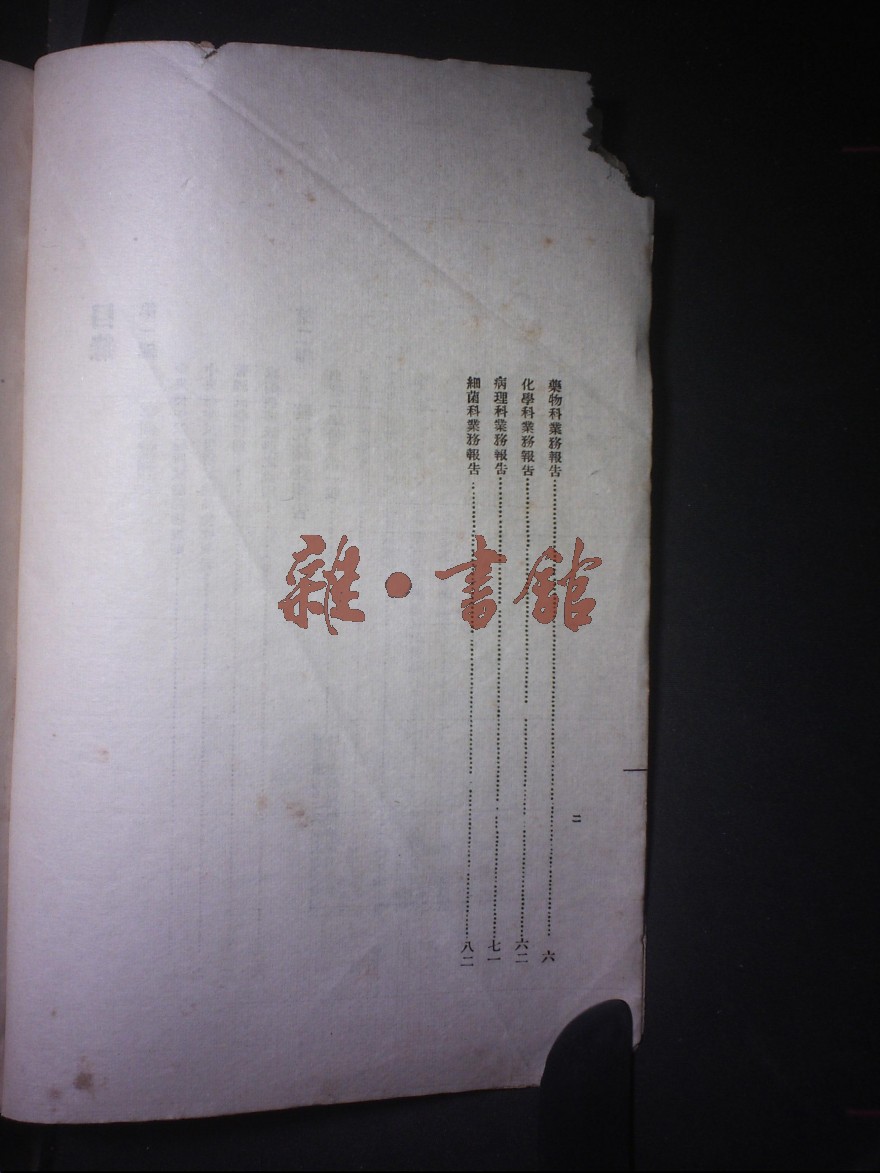 藥物科業務報告……六
化學科業務報告……六二
病理科業務報告……七一
細菌科業務報告……八二
二
雜·書館